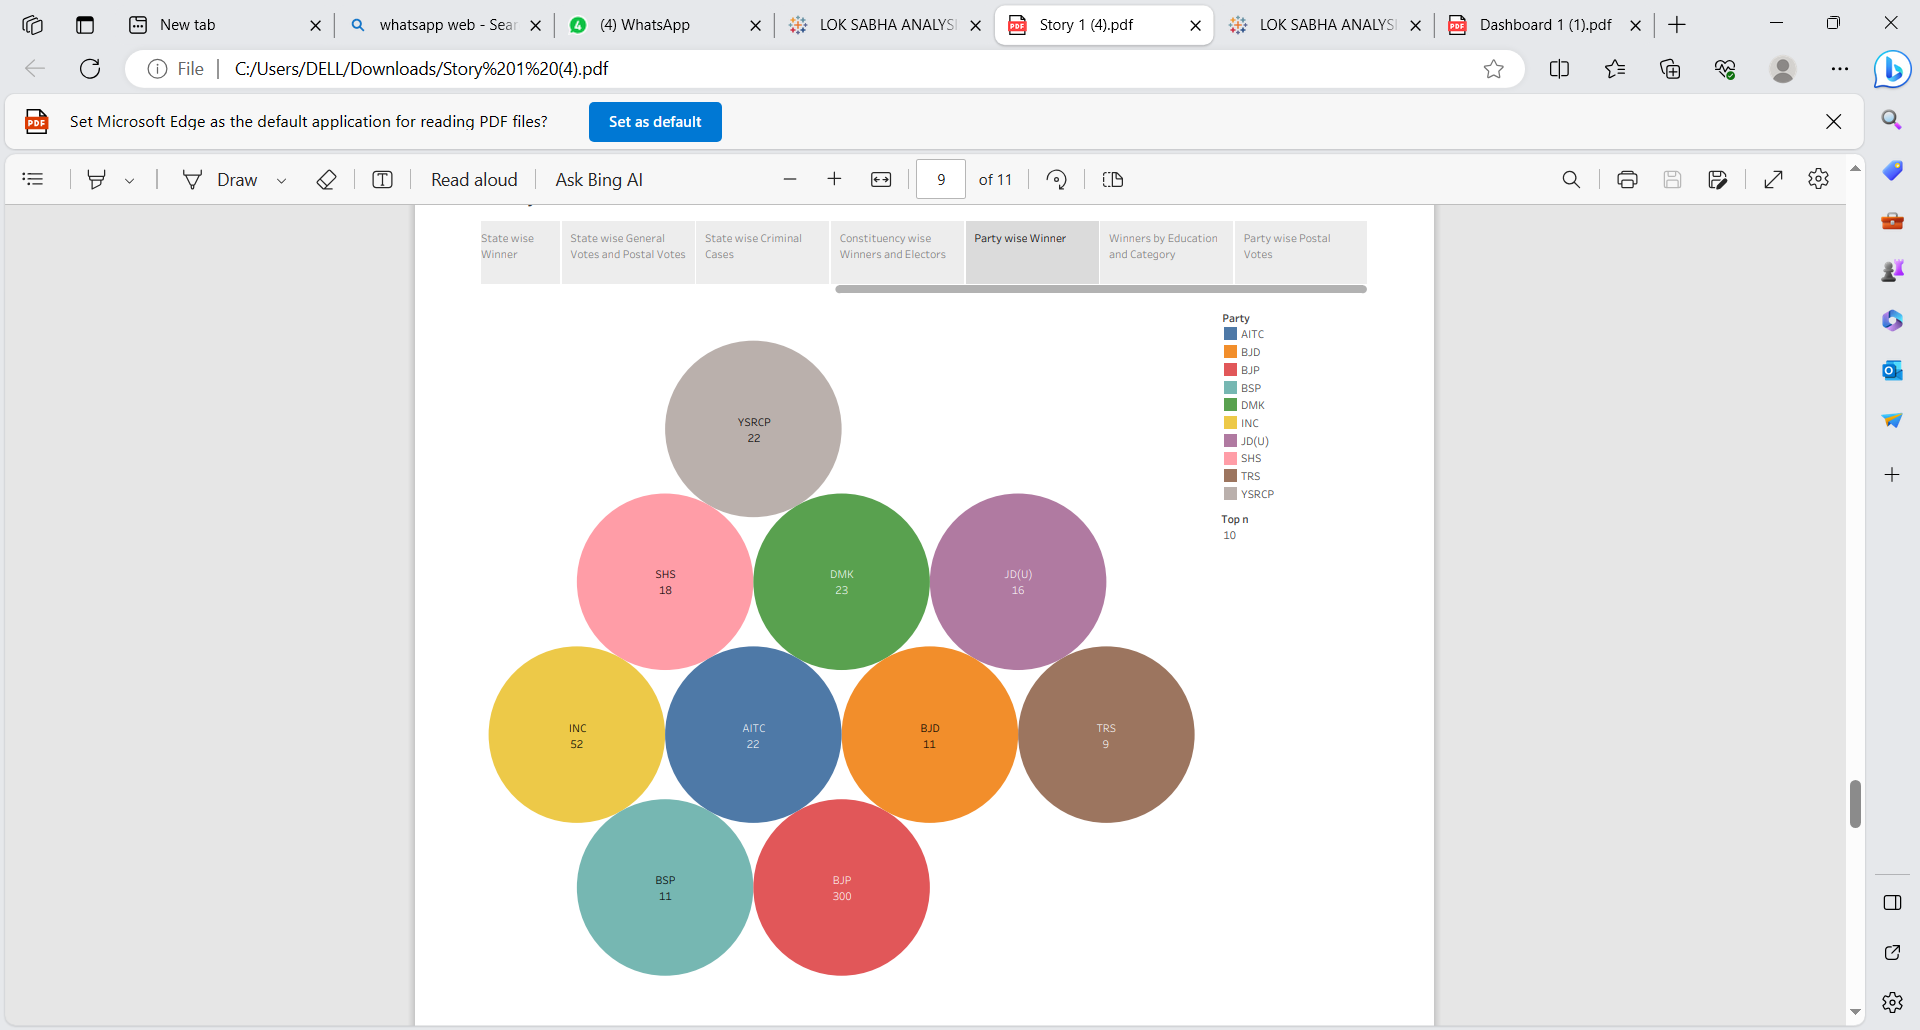 New tab
whatsapp web - Sear
(4) WhatsApp
LOK SABHA ANALYSI
Story 1 (4).pdf
LOK SABHA ANALYSI
Dashboard 1 (1).pdf
File
C:/Users/DELL/Downloads/Story%201%20(4).pdf
PDF
Set Microsoft Edge as the default application for reading PDF files?
Set as default
Draw
Read aloud
Ask Bing AI
9
of 11
State wise
Winner
State wise General
Votes and Postal Votes
State wise Criminal
Cases
Constituency wise
Winners and Electors
Party wise Winner
Winners by Education
and Category
Party wise Postal
Votes
Party
AITC
BJD
BJP
BSP
DMK
INC
JD(U)
SHS
TRS
YSRCP
Top n
10
YSRCP
22
SHS
18
DMK
23
JD(U)
16
INC
52
AITC
22
BJD
11
TRS
9
BSP
11
BJP
300